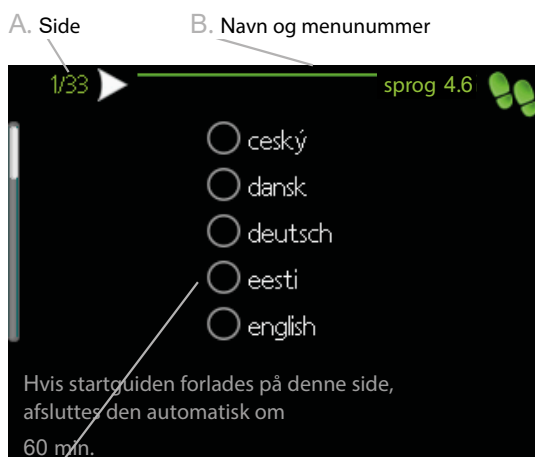 A. Side
B. Navn og menunummer
1/33
sprog 4.6
ceský
dansk
deutsch
eesti
english
Hvis startguiden forlades på denne side,
afsluttes den automatisk om
60 min.